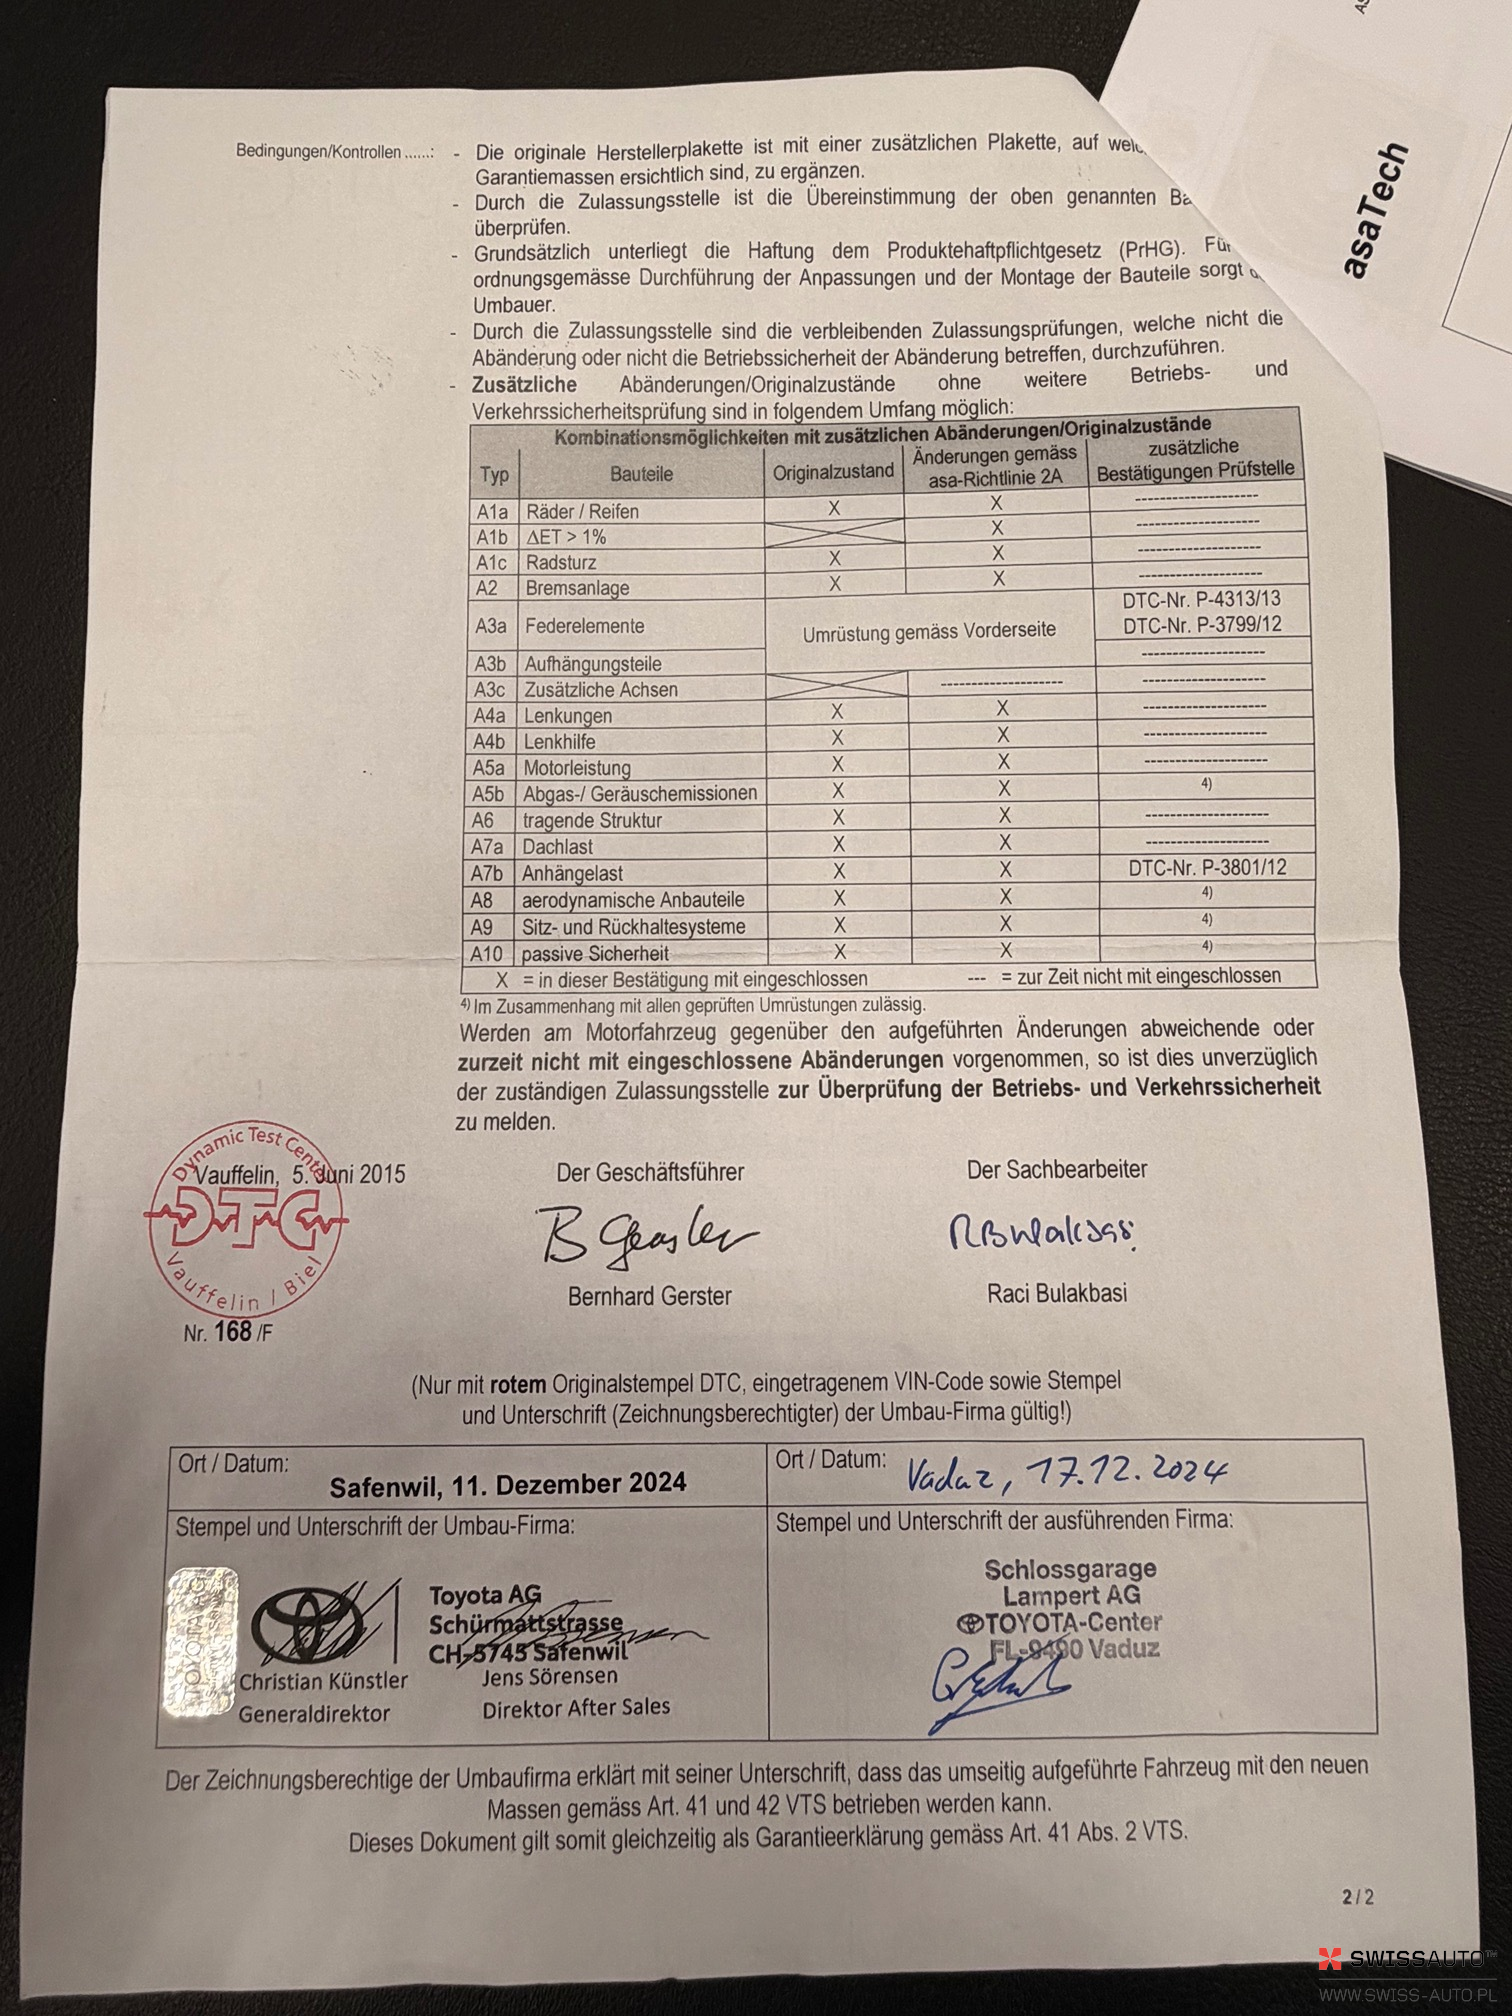 Bedingungen/Kontrollen ......: - Die originale Herstellerplakette ist mit einer zusätzlichen Plakette, auf
Garantiemassen ersichtlich sind, zu ergänzen.
- Durch die Zulassungsstelle ist die Übereinstimmung der oben genannten
überprüfen.
- Grundsätzlich unterliegt die Haftung dem Produktehaftpflichtgesetz (PrHG). Für
ordnungsgemässe Durchführung der Anpassungen und der Montage der Bauteile sorgt
Umbauer.
- Durch die Zulassungsstelle sind die verbleibenden Zulassungsprüfungen, welche nicht die
Abänderung oder nicht die Betriebssicherheit der Abänderung betreffen, durchzuführen.
- Zusätzliche Abänderungen/Originalzustände ohne weitere Betriebs- und
Verkehrssicherheitsprüfung sind in folgendem Umfang möglich:
Kombinationsmöglichkeiten mit zusätzlichen Abänderungen/Originalzustände
Typ Bauteile Originalzustand Änderungen gemäss asa-Richtlinie 2A zusätzliche Bestätigungen Prüfstelle
A1a Räder / Reifen X X ---------------------
A1b ΔET > 1% X ---------------------
A1c Radsturz X X ---------------------
A2 Bremsanlage X X ---------------------
A3a Federelemente Umrüstung gemäss Vorderseite DTC-Nr. P-4313/13
DTC-Nr. P-3799/12
A3b Aufhängungsteile ---------------------
A3c Zusätzliche Achsen --------------------- ---------------------
A4a Lenkungen X X ---------------------
A4b Lenkhilfe X X ---------------------
A5a Motorleistung X X ---------------------
A5b Abgas-/ Geräuschemissionen X X 4)
A6 tragende Struktur X X ---------------------
A7a Dachlast X X ---------------------
A7b Anhängelast X X DTC-Nr. P-3801/12
A8 aerodynamische Anbauteile X X 4)
A9 Sitz- und Rückhaltesysteme X X 4)
A10 passive Sicherheit X X 4)
X = in dieser Bestätigung mit eingeschlossen --- = zur Zeit nicht mit eingeschlossen
4) Im Zusammenhang mit allen geprüften Umrüstungen zulässig.
Werden am Motorfahrzeug gegenüber den aufgeführten Änderungen abweichende oder
zurzeit nicht mit eingeschlossene Abänderungen vorgenommen, so ist dies unverzüglich
der zuständigen Zulassungsstelle zur Überprüfung der Betriebs- und Verkehrssicherheit
zu melden.
Dynamic Test Center
DTC
Vauffelin / Biel
Vauffelin, 5. Juni 2015 Der Geschäftsführer Der Sachbearbeiter
B Gerster
Bernhard Gerster Raci Bulakbasi
Nr. 168 /F
(Nur mit rotem Originalstempel DTC, eingetragenem VIN-Code sowie Stempel
und Unterschrift (Zeichnungsberechtigter) der Umbau-Firma gültig!)
Ort / Datum: Safenwil, 11. Dezember 2024
Ort / Datum: Vaduz, 17.12.2024
Stempel und Unterschrift der Umbau-Firma:
TOYOTA AG
Toyota AG
Schürmattstrasse
CH-5745 Safenwil
Christian Künstler Jens Sörensen
Generaldirektor Direktor After Sales
Stempel und Unterschrift der ausführenden Firma:
Schlossgarage
Lampert AG
TOYOTA-Center
FL-9490 Vaduz
Der Zeichnungsberechtige der Umbaufirma erklärt mit seiner Unterschrift, dass das umseitig aufgeführte Fahrzeug mit den neuen
Massen gemäss Art. 41 und 42 VTS betrieben werden kann.
Dieses Dokument gilt somit gleichzeitig als Garantieerklärung gemäss Art. 41 Abs. 2 VTS.
2 / 2
asaTech
SWISSAUTO™
WWW.SWISS-AUTO.PL